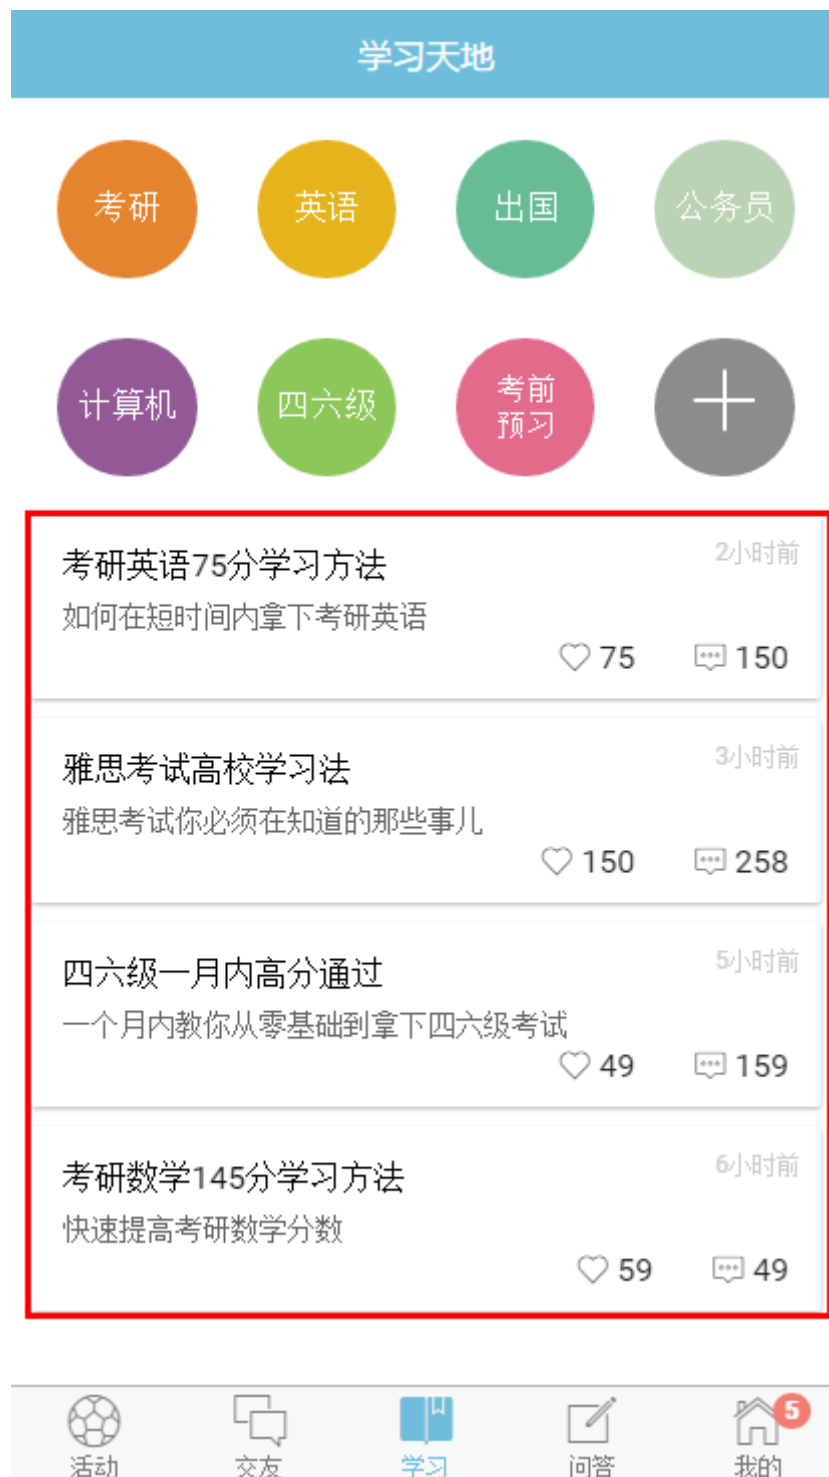 学习天地
考研 英语 出国 公务员
计算机 四六级 考前
预习
考研英语75分学习方法 2小时前
如何在短时间内拿下考研英语
75 150
雅思考试高校学习法 3小时前
雅思考试你必须在知道的那些事儿
150 258
四六级一月内高分通过 5小时前
一个月内教你从零基础到拿下四六级考试
49 159
考研数学145分学习方法 6小时前
快速提高考研数学分数
59 49
5
活动 交友 学习 问答 我的